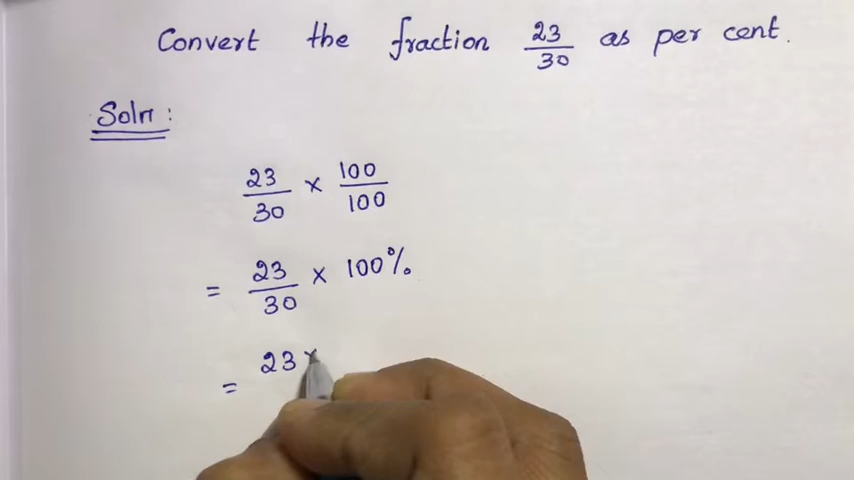 Convert the fraction 23/30 as per cent.
Soln:
23/30 × 100/100
= 23/30 × 100%
= 23 ×